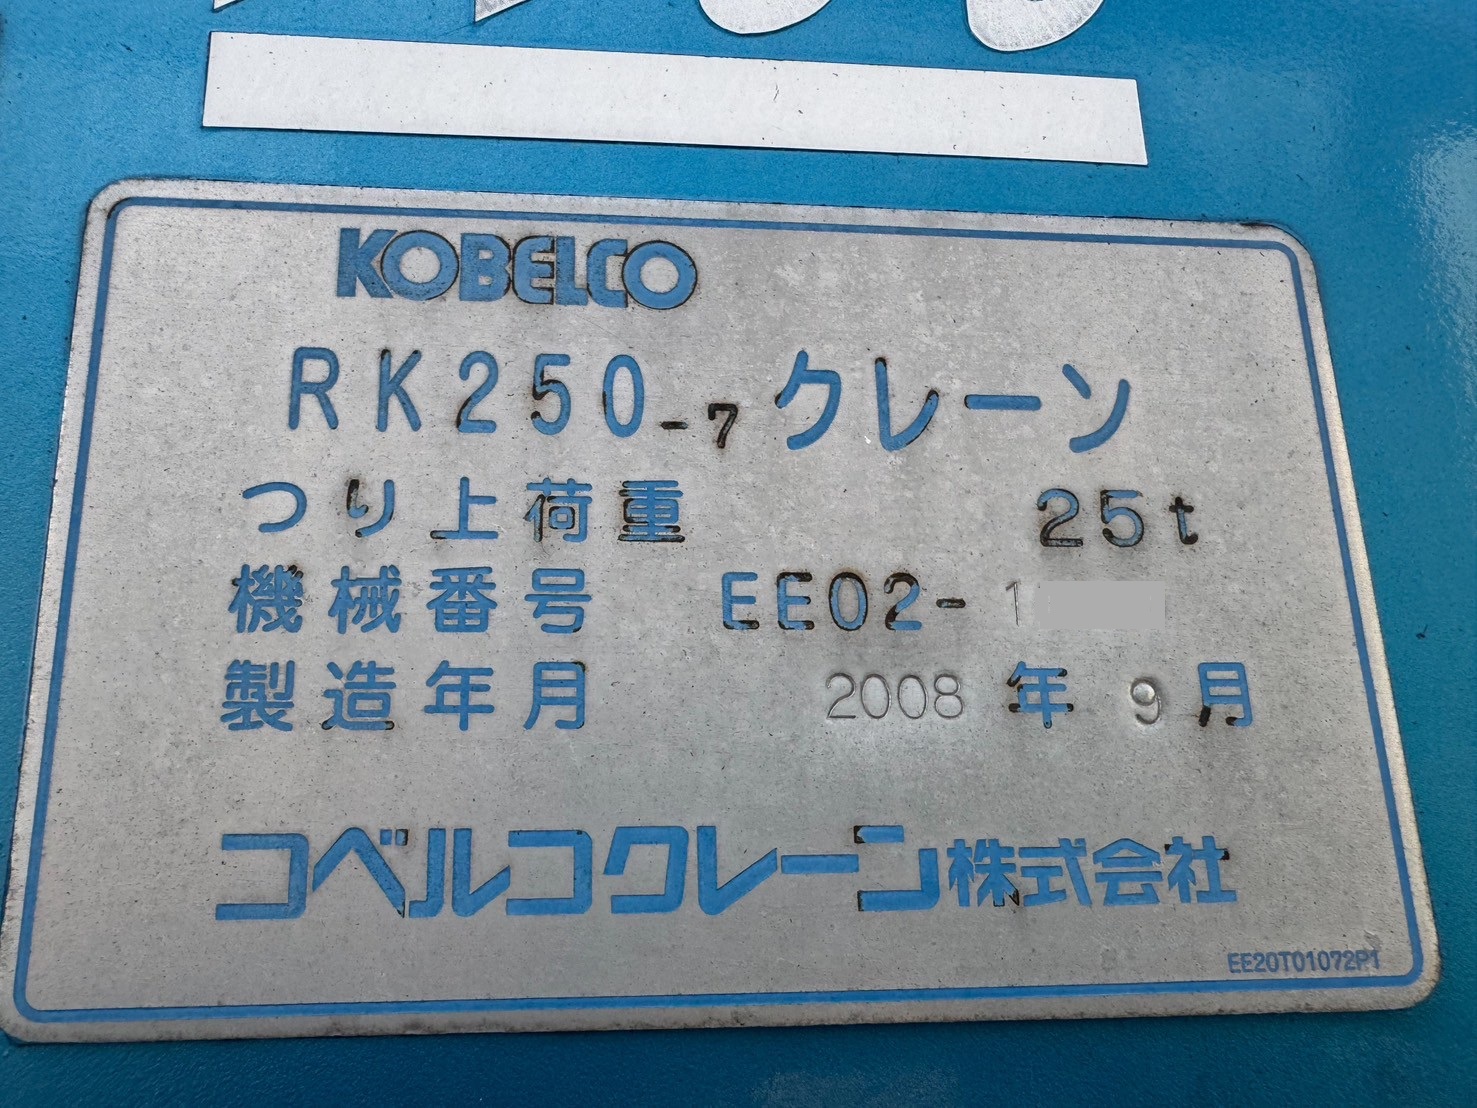 KOBELCO
RK250-7 クレーン
つり上荷重 25t
機械番号 EE02-1
製造年月 2008年9月
コベルコクレーン株式会社
EE20T01072P1